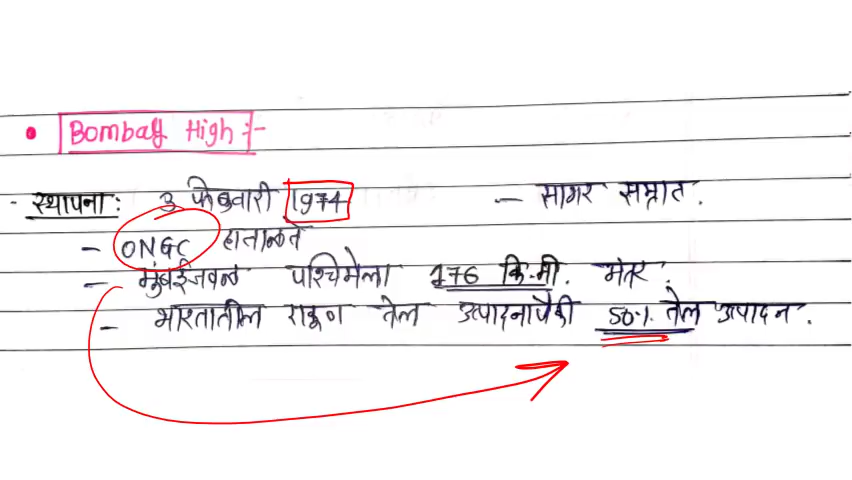 • Bombay High:-
- स्थापना: 3 फेब्रुवारी 1974 – सागर सम्राट.
– ONGC हाताळते
– मुंबईजवळ पश्चिमेला 176 कि.मी. अंतर.
– भारतातील एकूण तेल उत्पादनापैकी 50% तेल उत्पादन.